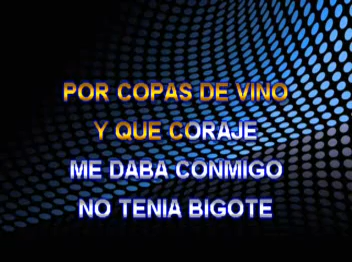 POR COPAS DE VINO
Y QUE CORAJE
ME DABA CONMIGO
NO TENIA BIGOTE